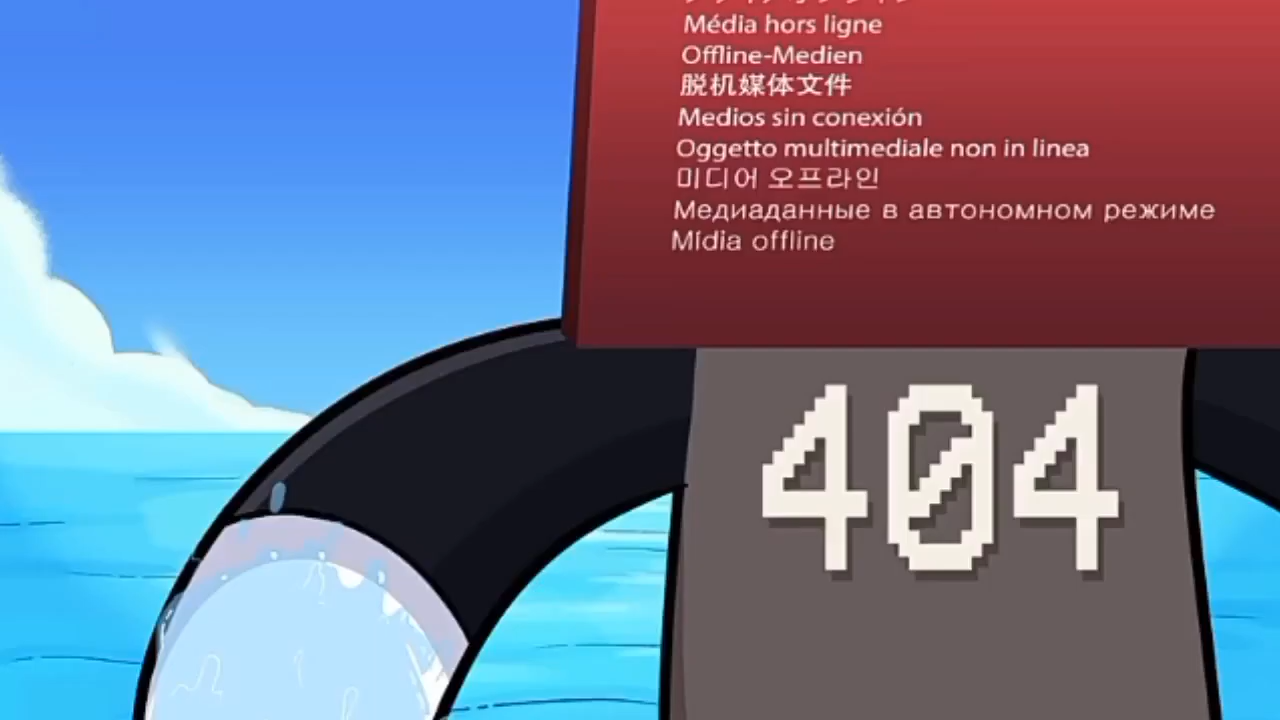 Média hors ligne
Offline-Medien
脱机媒体文件
Medios sin conexión
Oggetto multimediale non in linea
미디어 오프라인
Медиаданные в автономном режиме
Mídia offline
404